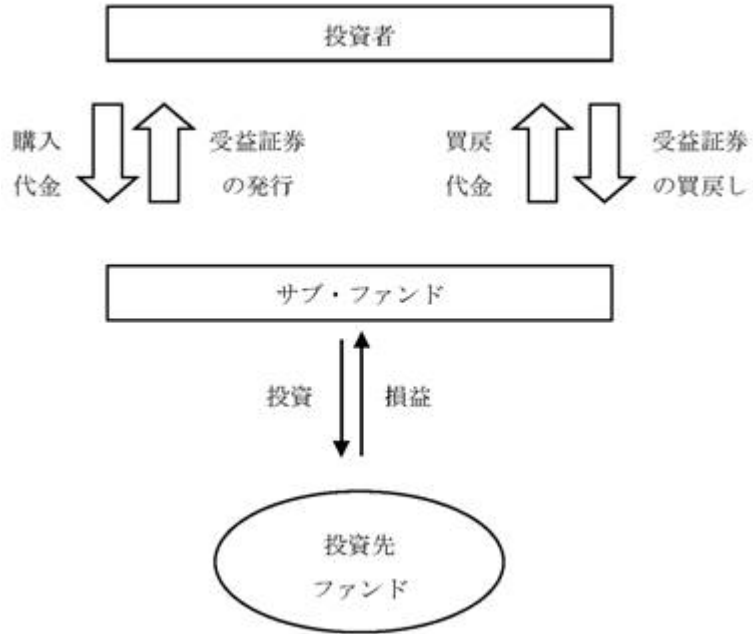 投資者
購入
代金
受益証券
の発行
買戻
代金
受益証券
の買戻し
サブ・ファンド
投資
損益
投資先
ファンド